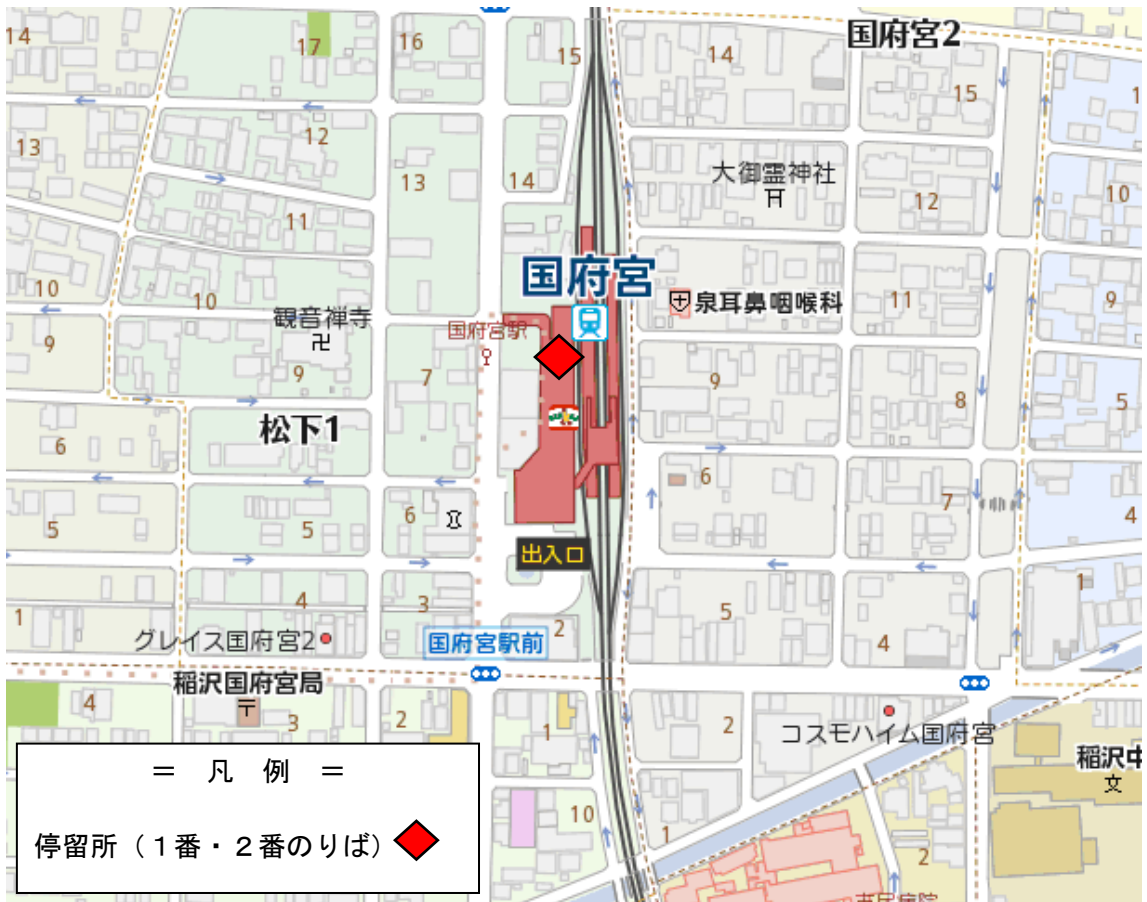 14
17
16
15
14
国府宮2
15
1
13
12
13
14
大御霊神社
12
10
11
国府宮
10
10
泉耳鼻咽喉科
11
9
観音禅寺
国府宮駅
9
9
7
9
8
5
松下1
6
6
7
5
5
6
4
出入口
1
4
3
2
5
4
1
グレイス国府宮2
国府宮駅前
稲沢国府宮局
4
3
2
1
2
コスモハイム国府宮
稲沢中
文
10
1
2
= 凡 例 =
停留所(1番・2番のりば)